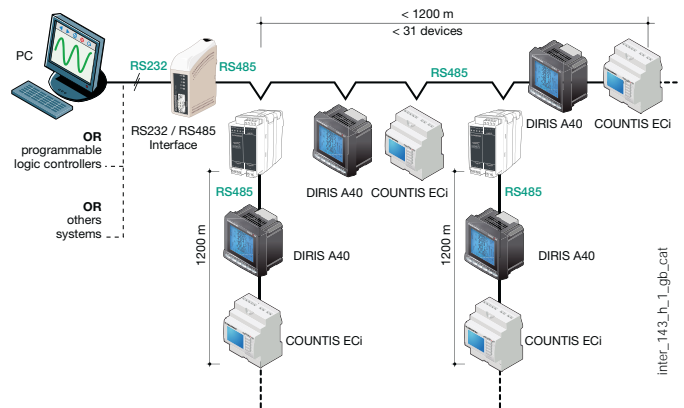 < 1200 m
< 31 devices
PC
RS232
RS485
RS485
RS232 / RS485
Interface
OR
programmable
logic controllers
OR
others
systems
DIRIS A40
COUNTIS ECi
DIRIS A40
COUNTIS ECi
RS485
1200 m
DIRIS A40
COUNTIS ECi
RS485
1200 m
DIRIS A40
COUNTIS ECi
inter_143_h_1_gb_cat